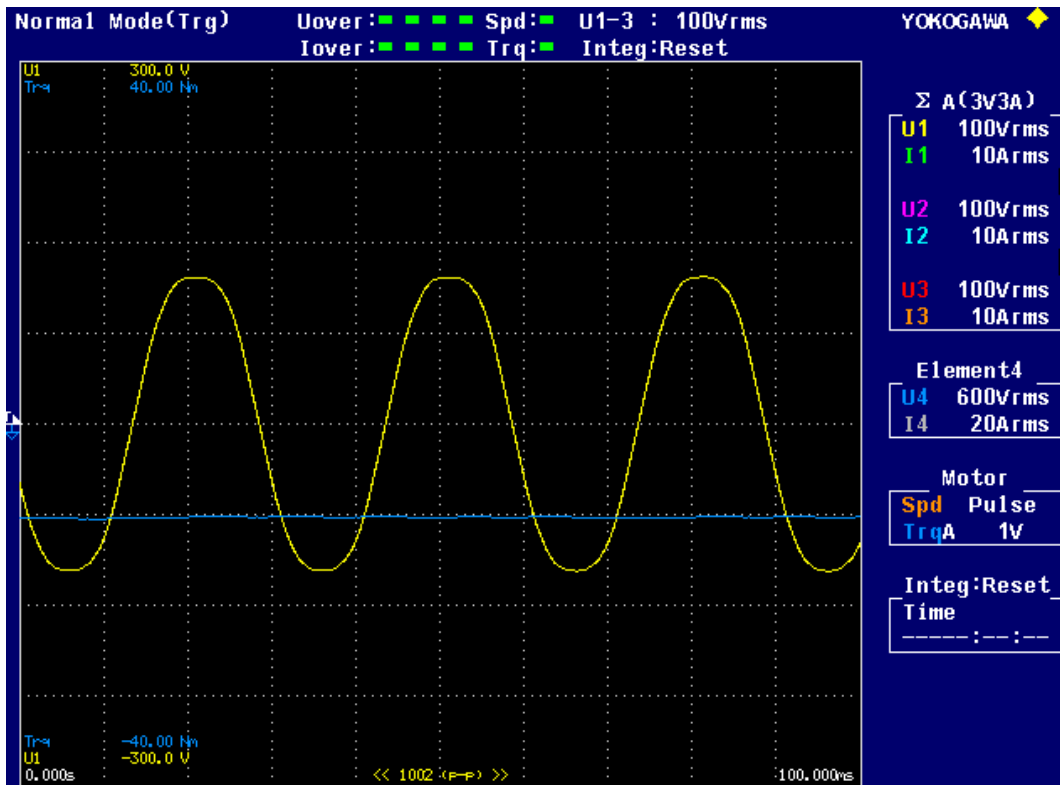 Normal Mode(Trg) Uover: Spd: U1-3 : 100Vrms YOKOGAWA
Iover: Trq: Integ:Reset
U1 300.0 V
Trq 40.00 Nm
T
Trq -40.00 Nm
U1 -300.0 V
0.000s << 1002 (p-p) >> 100.000ms
Σ A(3V3A)
U1 100Vrms
I1 10Arms
U2 100Vrms
I2 10Arms
U3 100Vrms
I3 10Arms
Element4
U4 600Vrms
I4 20Arms
Motor
Spd Pulse
TrqA 1V
Integ:Reset
Time
-----:--:--